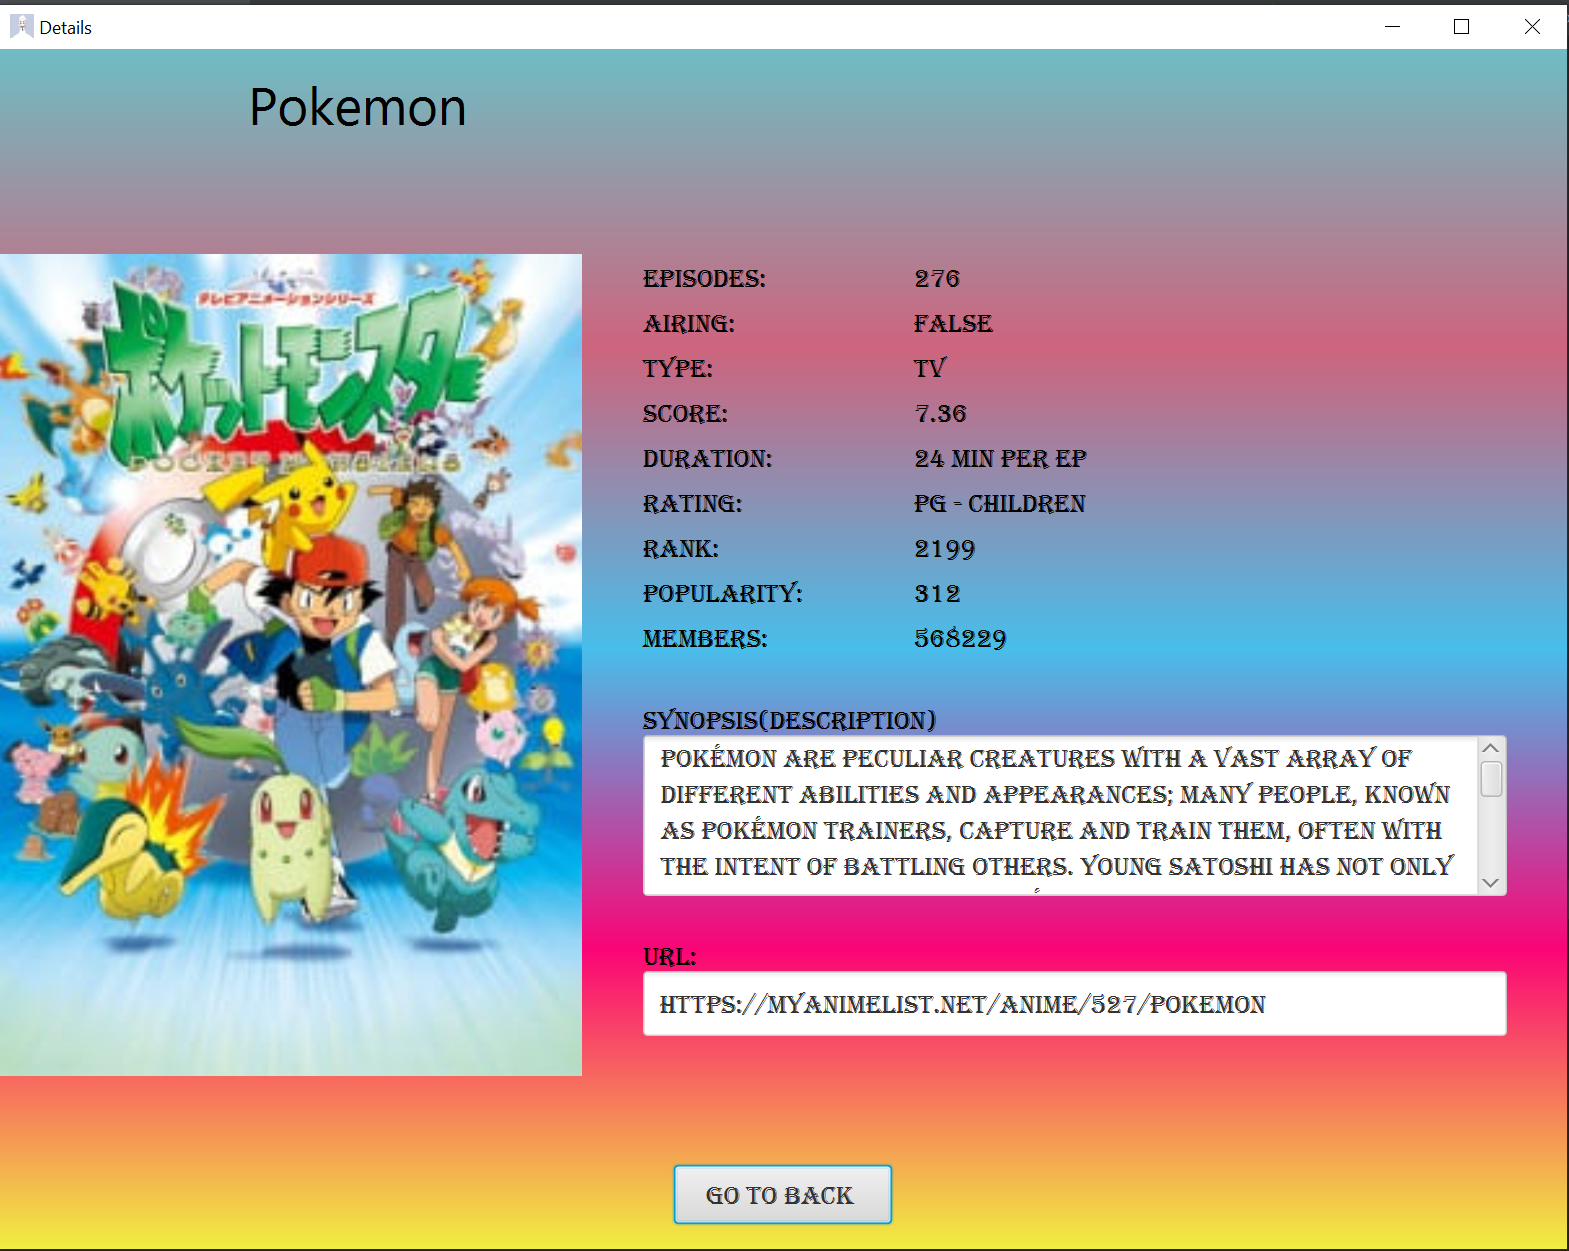 Details
Pokemon
テレビアニメーションシリーズ
ポケットモンスター
POCKET MONSTERS
EPISODES: 276
AIRING: FALSE
TYPE: TV
SCORE: 7.36
DURATION: 24 MIN PER EP
RATING: PG - CHILDREN
RANK: 2199
POPULARITY: 312
MEMBERS: 568229
SYNOPSIS(DESCRIPTION)
POKÉMON ARE PECULIAR CREATURES WITH A VAST ARRAY OF
DIFFERENT ABILITIES AND APPEARANCES; MANY PEOPLE, KNOWN
AS POKÉMON TRAINERS, CAPTURE AND TRAIN THEM, OFTEN WITH
THE INTENT OF BATTLING OTHERS. YOUNG SATOSHI HAS NOT ONLY
URL:
HTTPS://MYANIMELIST.NET/ANIME/527/POKEMON
GO TO BACK